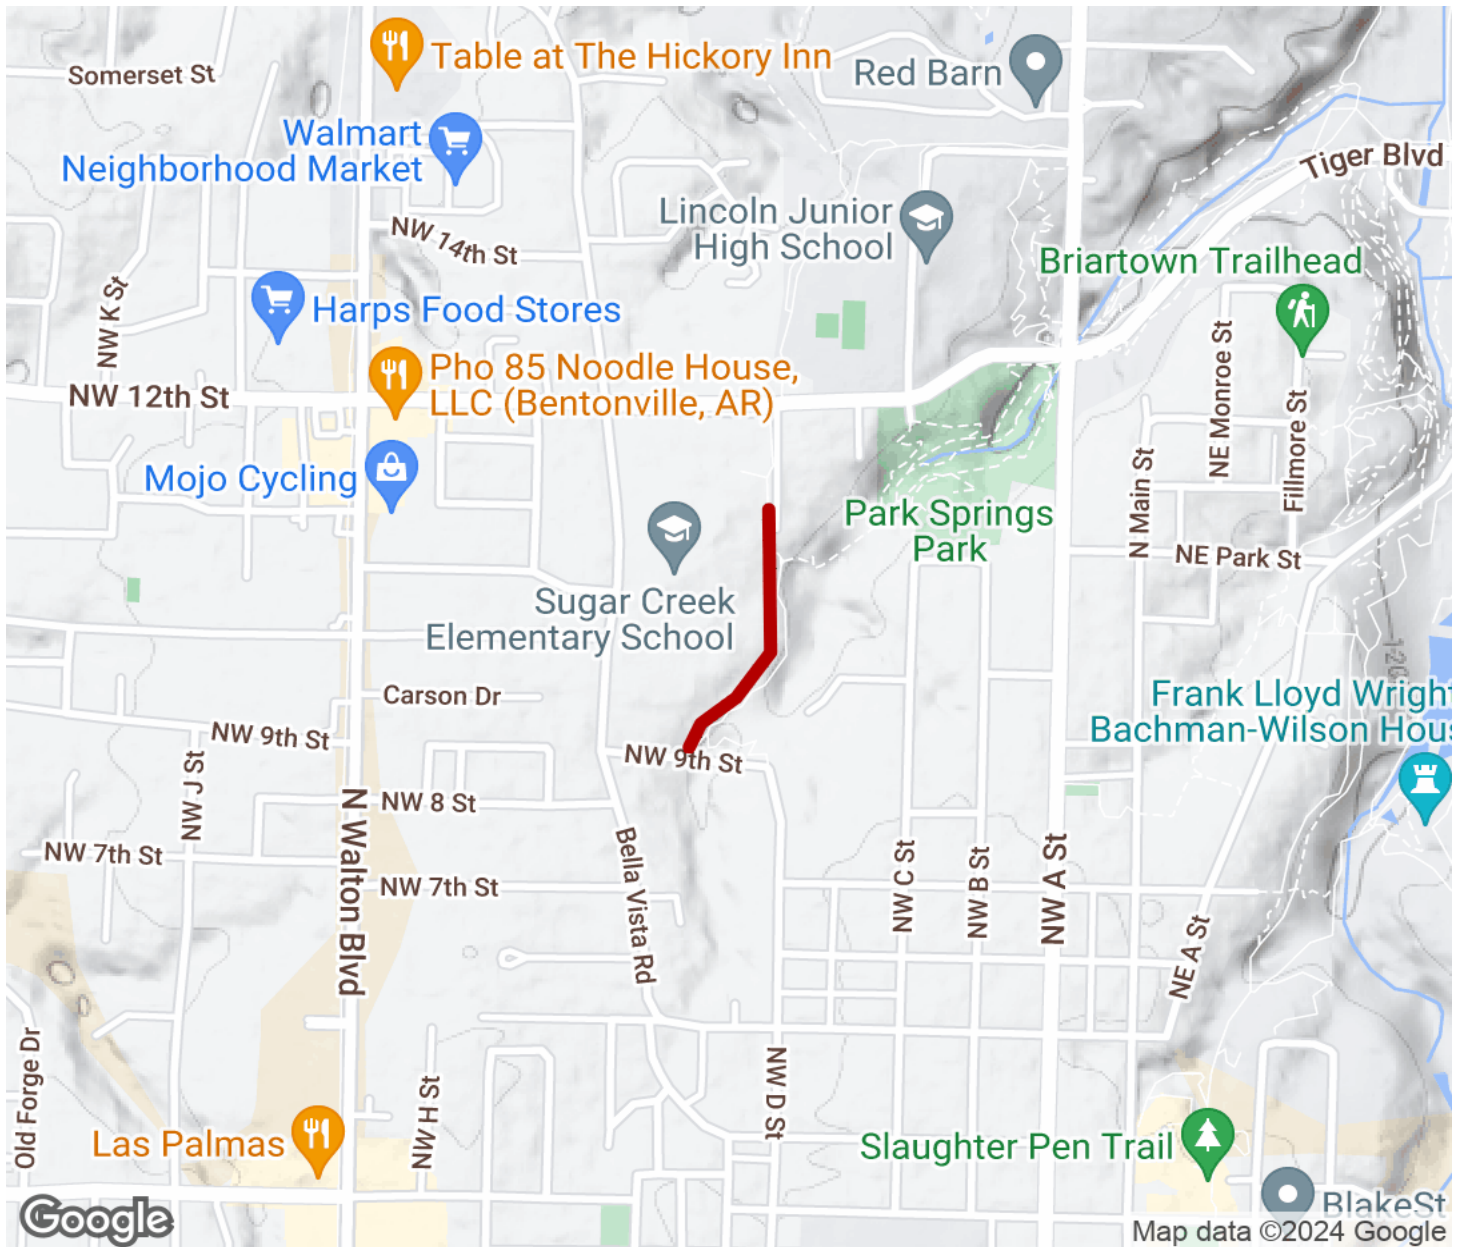 Somerset St
Table at The Hickory Inn
Red Barn
Walmart
Neighborhood Market
Tiger Blvd
Lincoln Junior
High School
NW 14th St
Briartown Trailhead
NW K St
Harps Food Stores
NE Monroe St
Pho 85 Noodle House,
LLC (Bentonville, AR)
NW 12th St
Fillmore St
Mojo Cycling
N Main St
Park Springs
Park
NE Park St
Sugar Creek
Elementary School
1-20
Carson Dr
Frank Lloyd Wright
Bachman-Wilson Hous
NW 9th St
NW 9th St
NW J St
NW 8 St
N Walton Blvd
NW 7th St
Bella Vista Rd
NW C St
NW B St
NW A St
NW 7th St
NE A St
Old Forge Dr
NW H St
NW D St
Las Palmas
Slaughter Pen Trail
BlakeSt
Google
Map data ©2024 Google